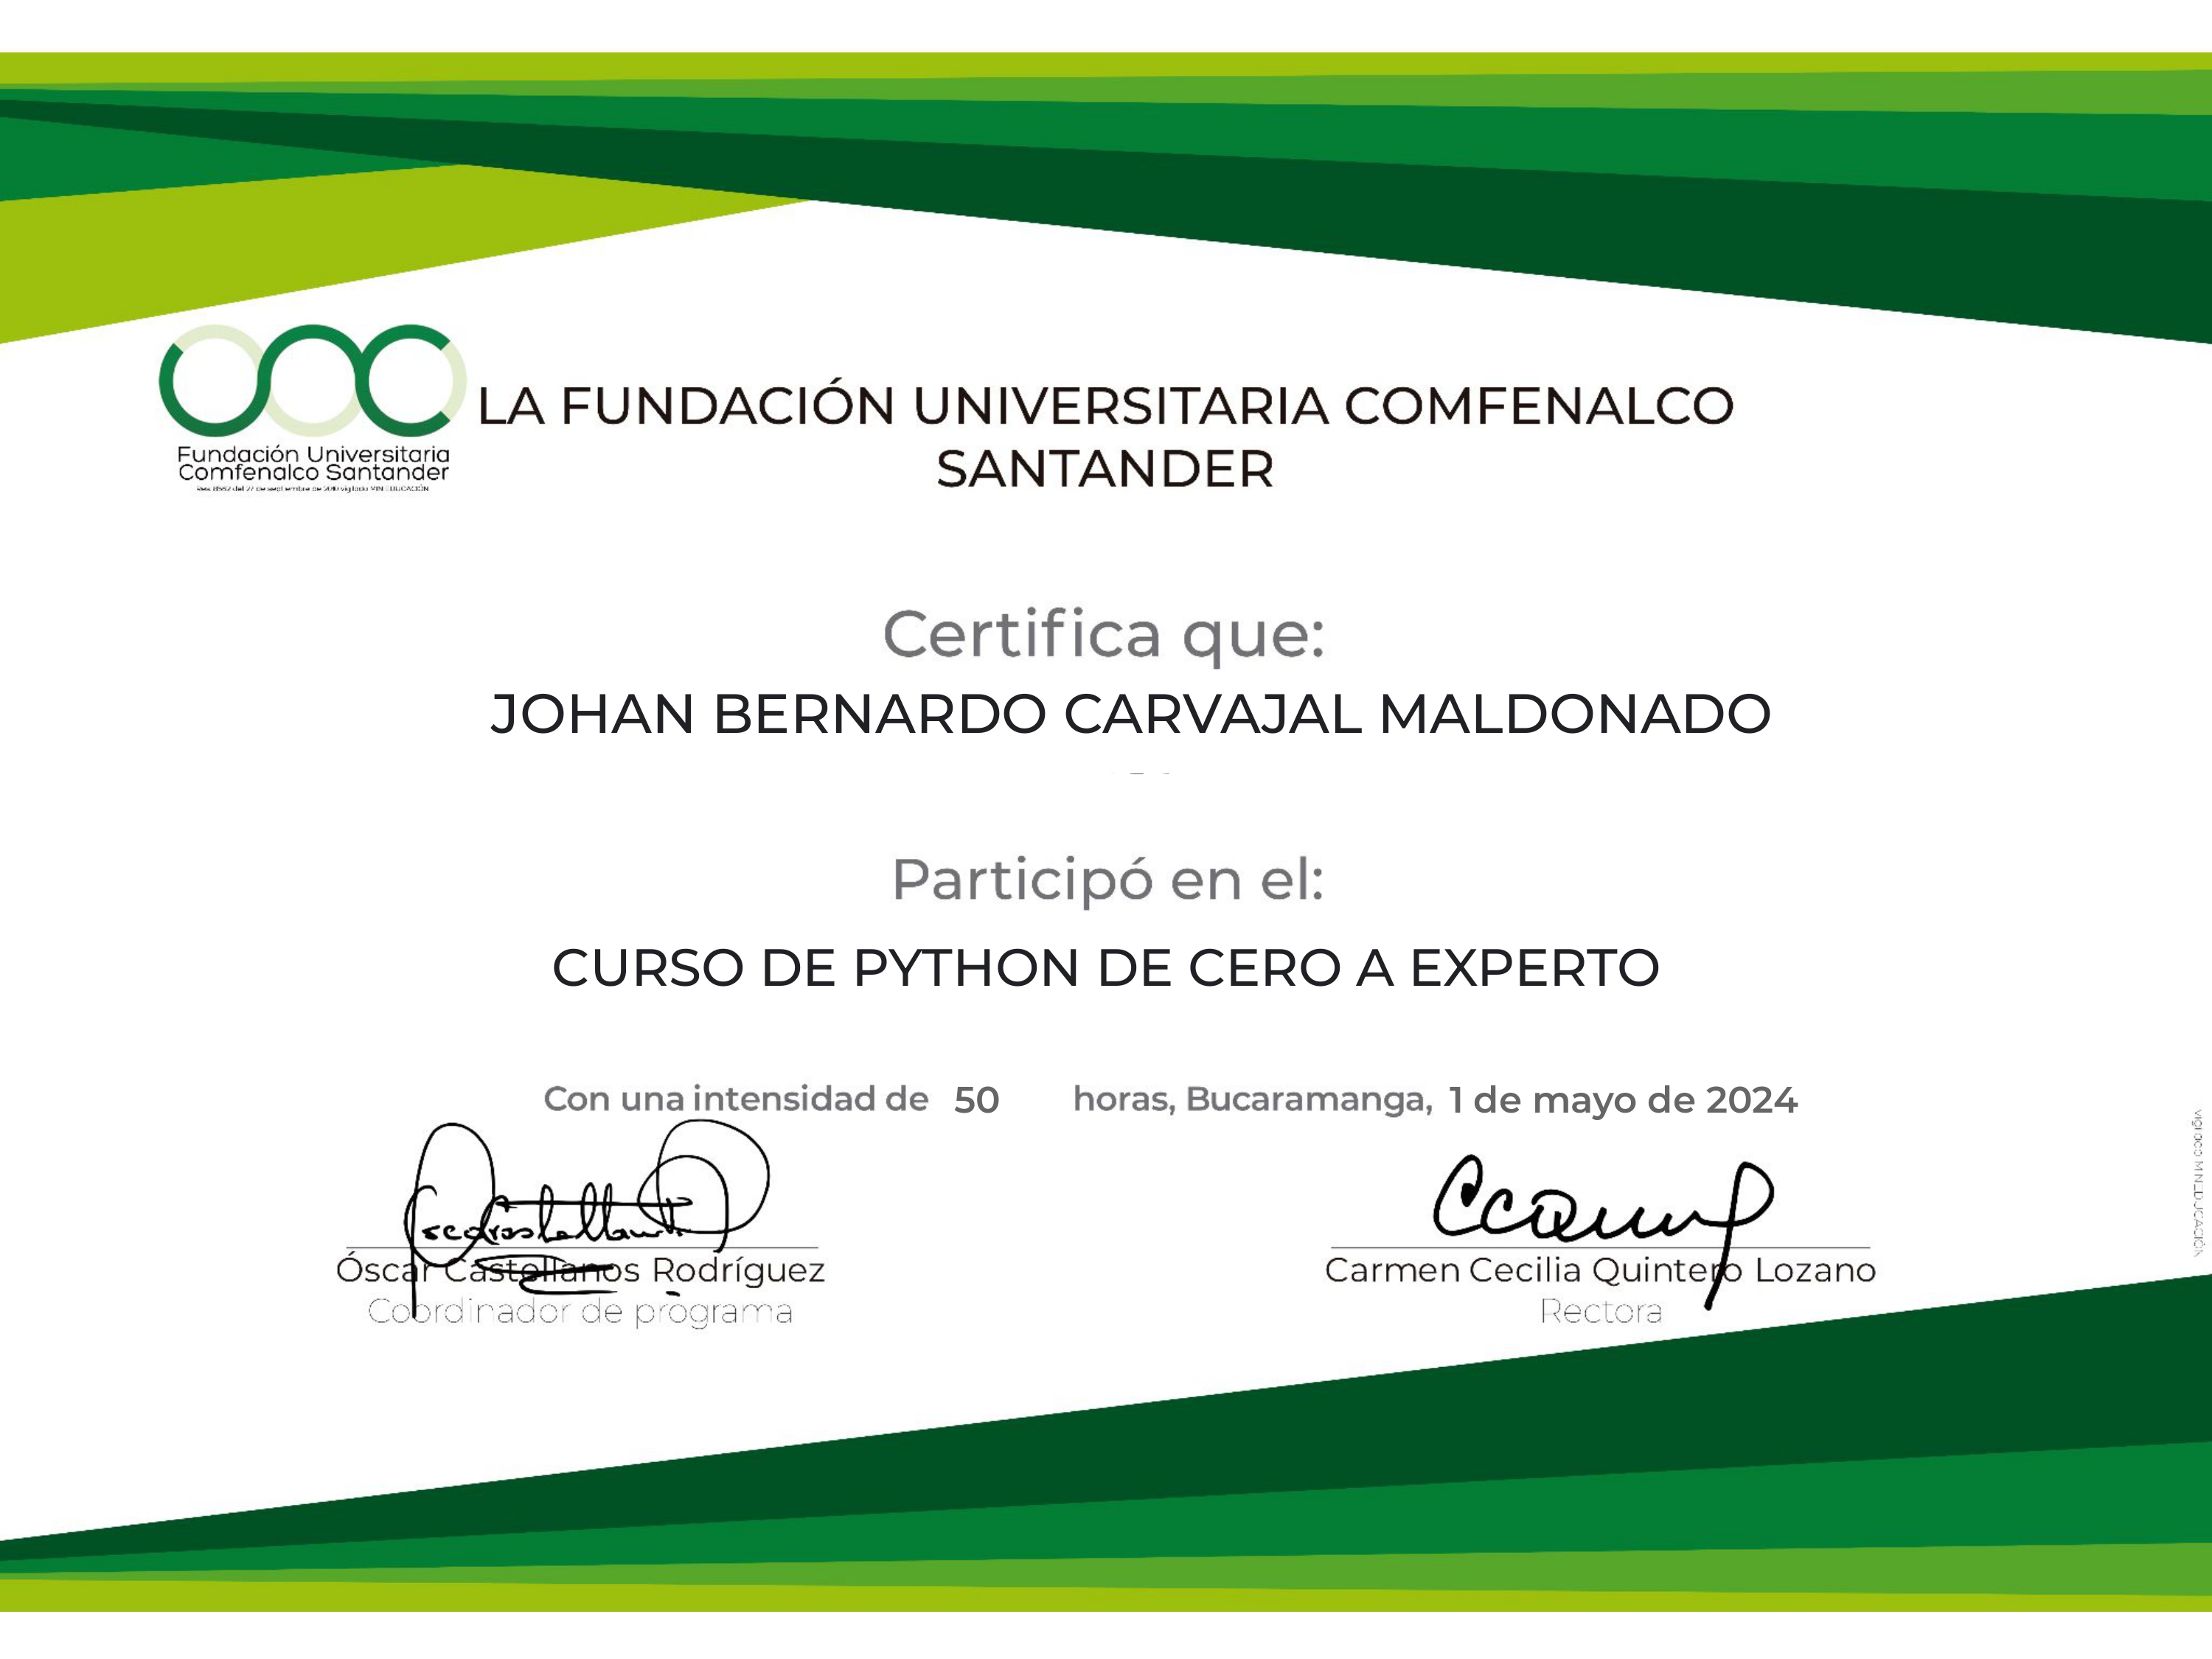 Fundación Universitaria
Comfenalco Santander
LA FUNDACIÓN UNIVERSITARIA COMFENALCO
SANTANDER
Certifica que:
JOHAN BERNARDO CARVAJAL MALDONADO
Participó en el:
CURSO DE PYTHON DE CERO A EXPERTO
Con una intensidad de 50 horas, Bucaramanga, 1 de mayo de 2024
Óscar Castellanos Rodríguez
Coordinador de programa
Carmen Cecilia Quintero Lozano
Rectora
MINEDUCACIÓN